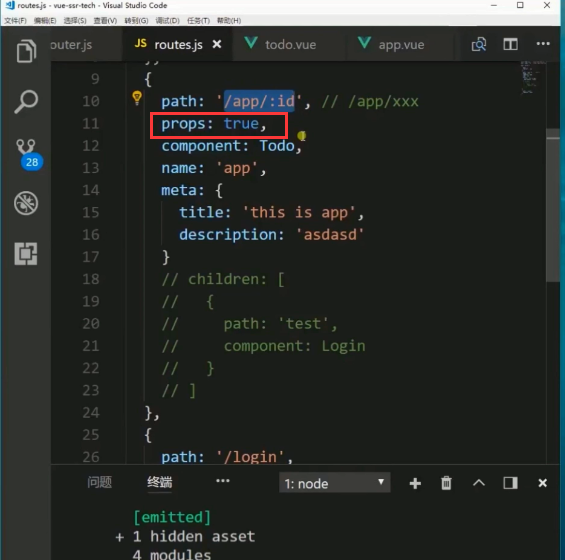 routes.js - vue-ssr-tech - Visual Studio Code
文件(F) 编辑(E) 选择(S) 查看(V) 转到(G) 调试(D) 任务(T) 帮助(H)
outer.js JS routes.js × todo.vue app.vue ···
9 {
10 path: '/app/:id', // /app/xxx
11 props: true,
12 component: Todo,
13 name: 'app',
14 meta: {
15 title: 'this is app',
16 description: 'asdasd'
17 }
18 // children: [
19 // {
20 // path: 'test',
21 // component: Login
22 // }
23 // ]
24 },
25 {
26 path: '/login',
28
问题 终端 ··· 1: node
[emitted]
+ 1 hidden asset
4 modules